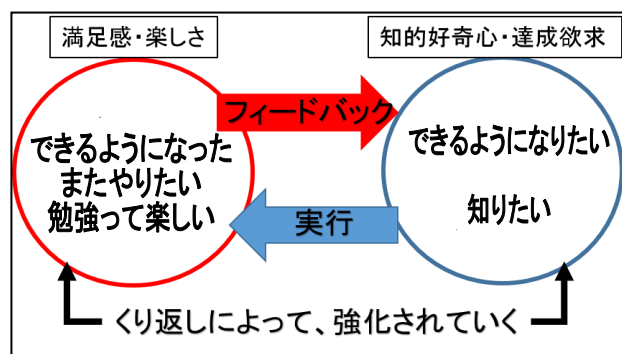 満足感・楽しさ
知的好奇心・達成欲求
フィードバック
できるようになった
またやりたい
勉強って楽しい
できるようになりたい
知りたい
実行
くり返しによって、強化されていく